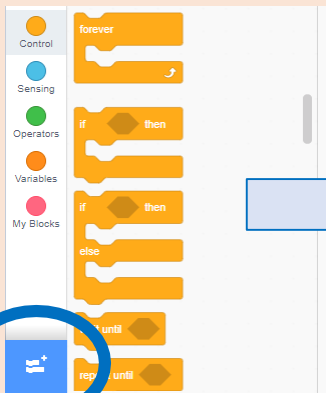 Control
Sensing
Operators
Variables
My Blocks
forever
if then
if then
else
until
until